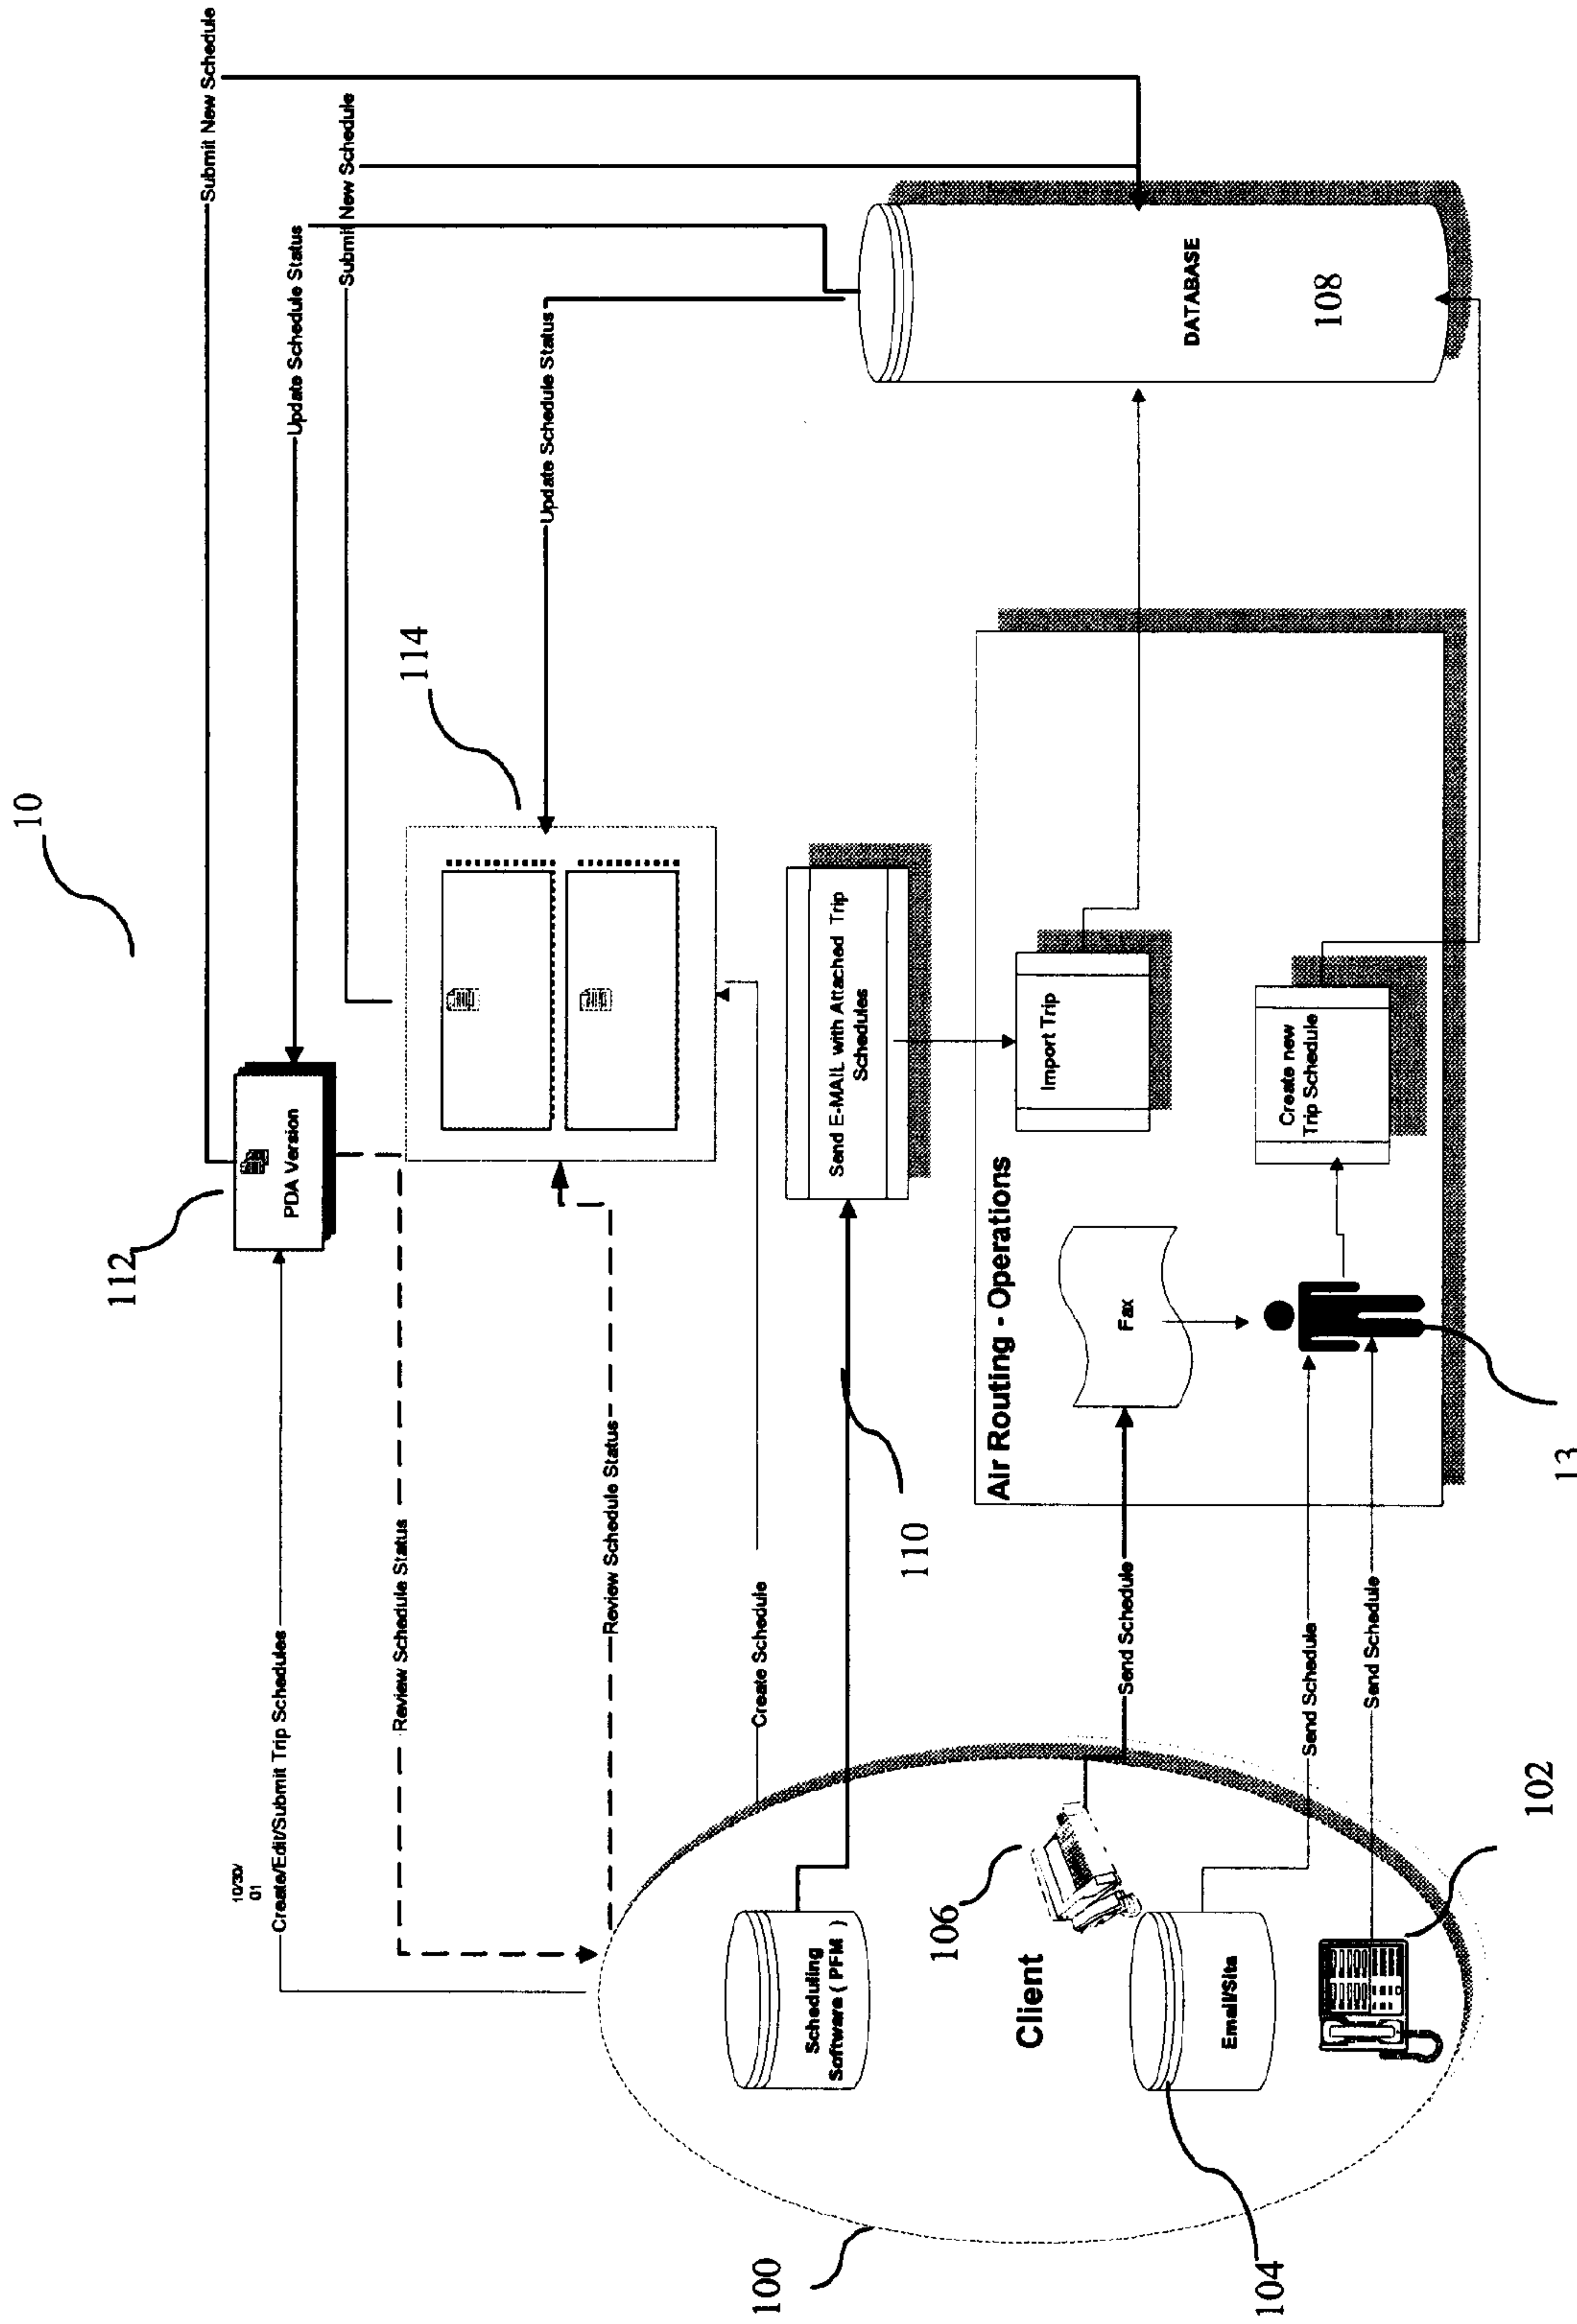 10
10/30/
01
Create/Edit/Submit Trip Schedules
112
PDA Version
Submit New Schedule
Update Schedule Status
Submit New Schedule
Review Schedule Status
114
Update Schedule Status
Review Schedule Status
Create Schedule
Scheduling
Software ( PFM )
110
Send E-MAIL with Attached Trip
Schedules
100
Client
106
Send Schedule
Air Routing - Operations
Fax
Import Trip
DATABASE
108
104
Email/Site
Send Schedule
Create new
Trip Schedule
Send Schedule
102
13